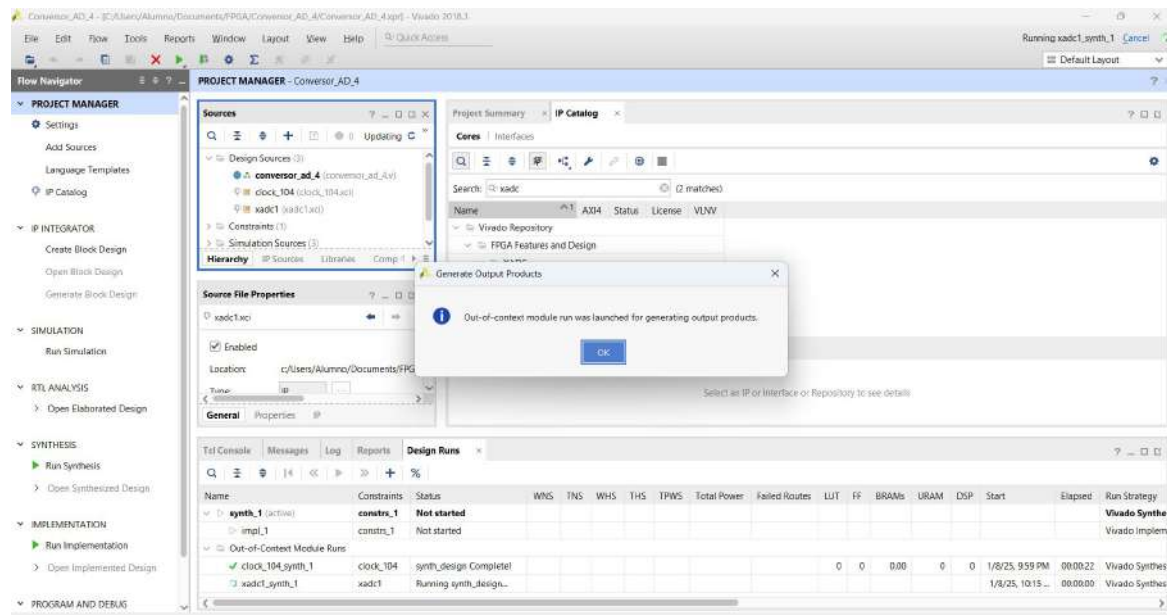 Conversor_AD_4 - [C:/Users/Alumno/Documents/FPGA/Conversor_AD_4/Conversor_AD_4.xpr] - Vivado 2018.3
File Edit Flow Tools Reports Window Layout View Help Quick Access
Running xadc1_synth_1 Cancel
Default Layout
Flow Navigator
PROJECT MANAGER - Conversor_AD_4
PROJECT MANAGER
Settings
Add Sources
Language Templates
IP Catalog
IP INTEGRATOR
Create Block Design
Open Block Design
Generate Block Design
SIMULATION
Run Simulation
RTL ANALYSIS
Open Elaborated Design
SYNTHESIS
Run Synthesis
Open Synthesized Design
IMPLEMENTATION
Run Implementation
Open Implemented Design
PROGRAM AND DEBUG
Sources
Updating
Design Sources (3)
conversor_ad_4 (conversor_ad_4.v)
clock_104 (clock_104.xci)
xadc1 (xadc1.xci)
Constraints (1)
Simulation Sources (3)
Hierarchy IP Sources Libraries Comp
Source File Properties
xadc1.xci
Enabled
Location: c:/Users/Alumno/Documents/FPG
Type: IP
General Properties IP
Project Summary IP Catalog
Cores Interfaces
Search: xadc (2 matches)
Name AXI4 Status License VLNV
Vivado Repository
FPGA Features and Design
Generate Output Products
Out-of-context module run was launched for generating output products.
OK
Select an IP or Interface or Repository to see details
Tcl Console Messages Log Reports Design Runs
Name Constraints Status WNS TNS WHS THS TPWS Total Power Failed Routes LUT FF BRAMs URAM DSP Start Elapsed Run Strategy
synth_1 (active) constrs_1 Not started Vivado Synthe
impl_1 constrs_1 Not started Vivado Implem
Out-of-Context Module Runs
clock_104_synth_1 clock_104 synth_design Complete! 0 0 0.00 0 0 1/8/25, 9:59 PM 00:00:22 Vivado Synthes
xadc1_synth_1 xadc1 Running synth_design... 1/8/25, 10:15 ... 00:00:00 Vivado Synthes